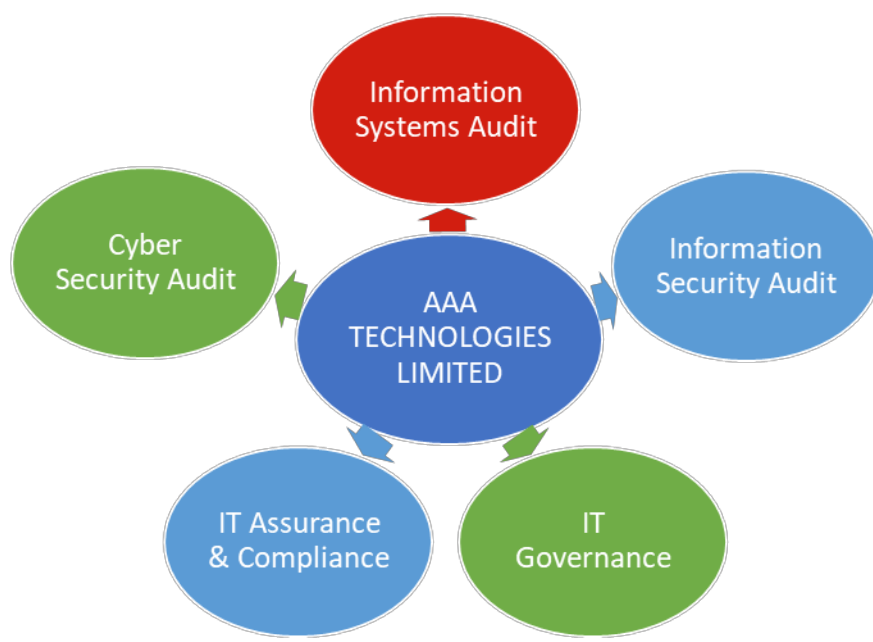 Information
Systems Audit
Cyber
Security Audit
Information
Security Audit
AAA
TECHNOLOGIES
LIMITED
IT Assurance
& Compliance
IT
Governance